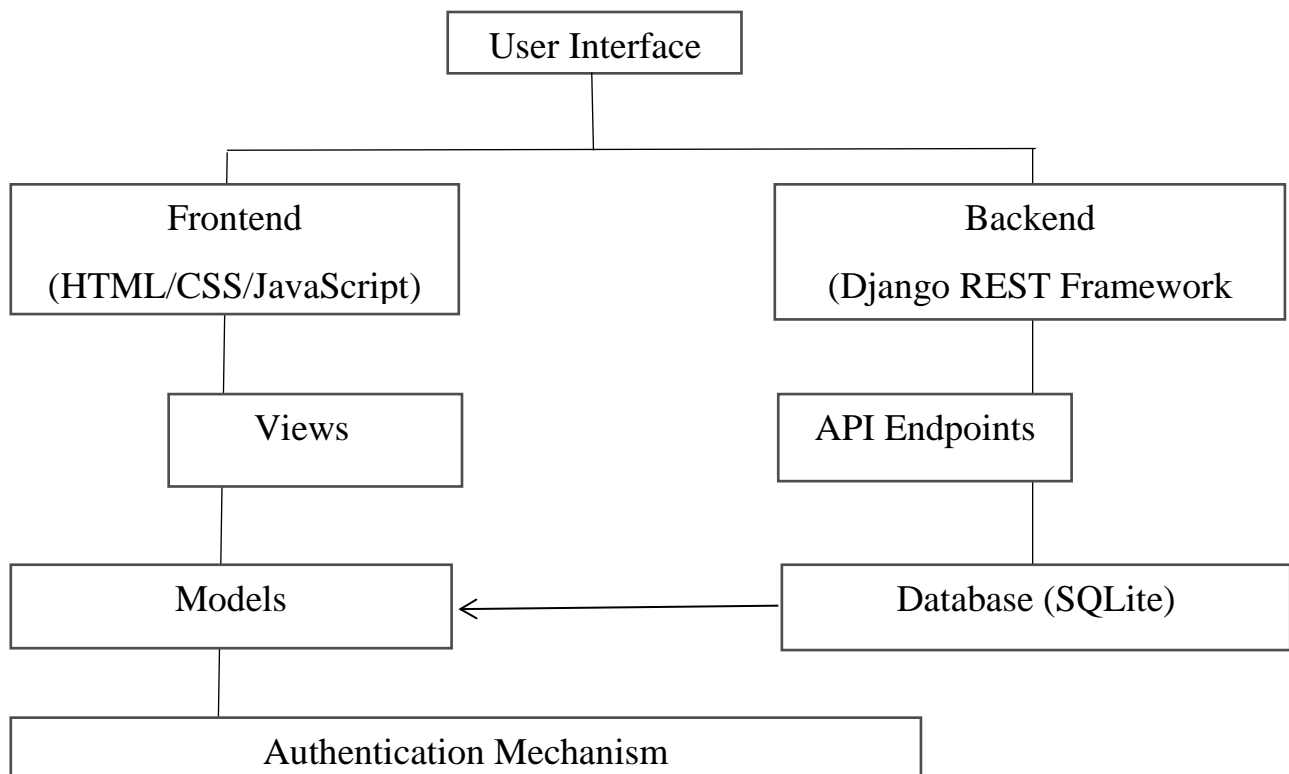 User Interface
Frontend
(HTML/CSS/JavaScript)
Backend
(Django REST Framework
Views
API Endpoints
Models
Database (SQLite)
Authentication Mechanism